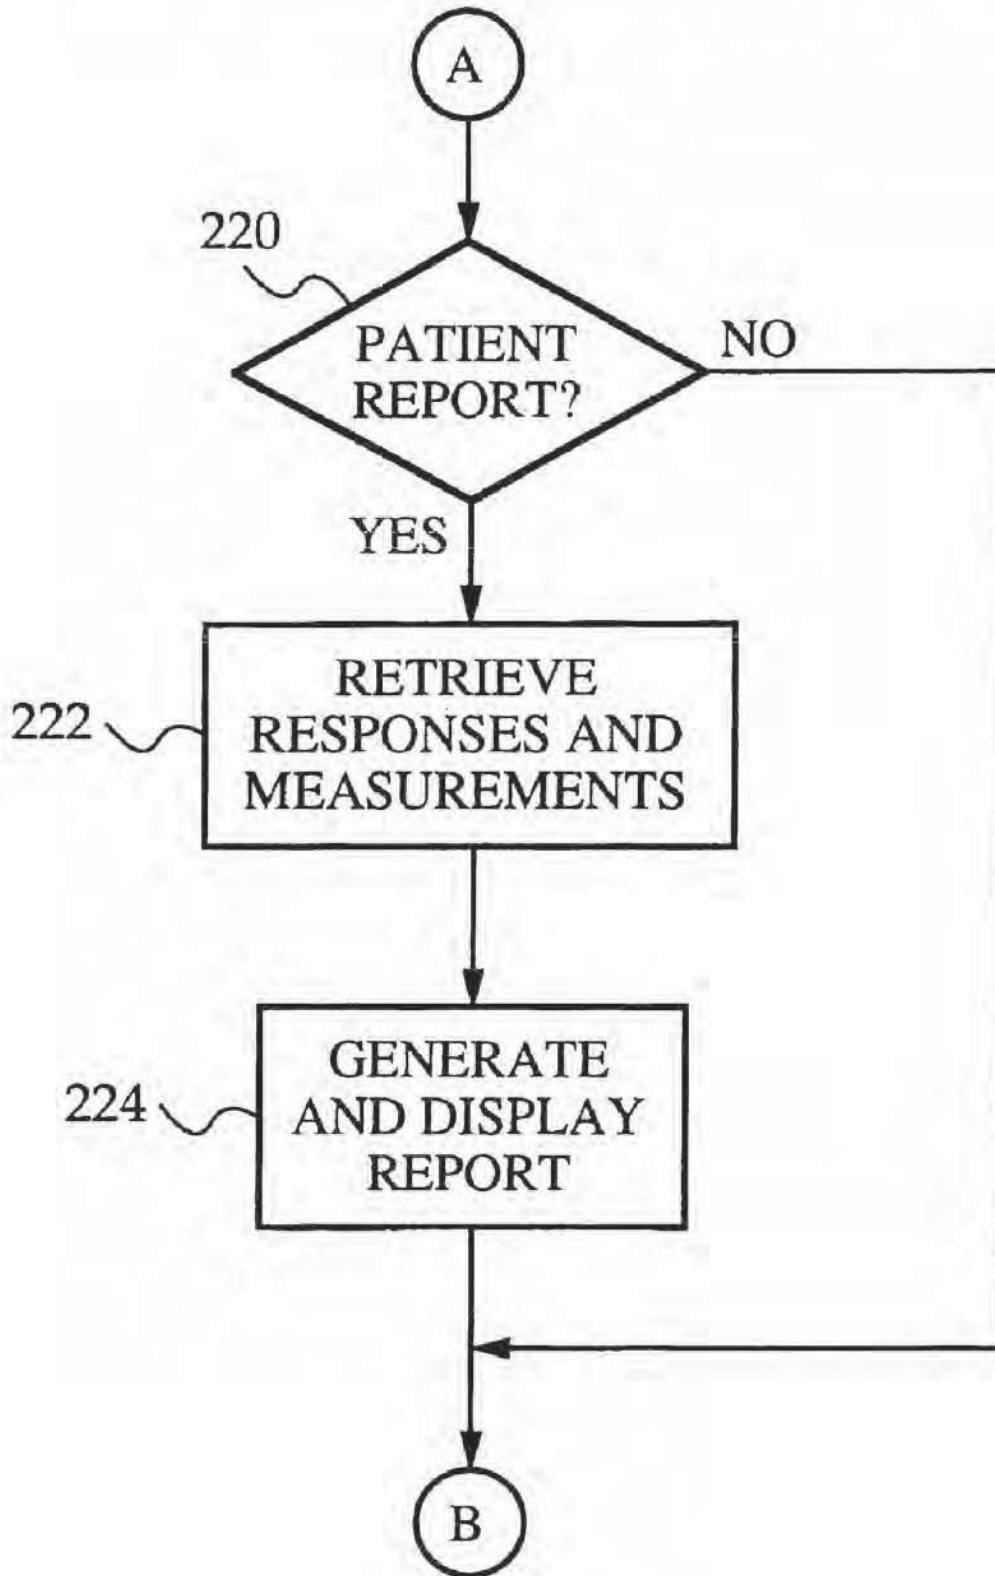 A
220
PATIENT
REPORT?
NO
YES
222
RETRIEVE
RESPONSES AND
MEASUREMENTS
224
GENERATE
AND DISPLAY
REPORT
B